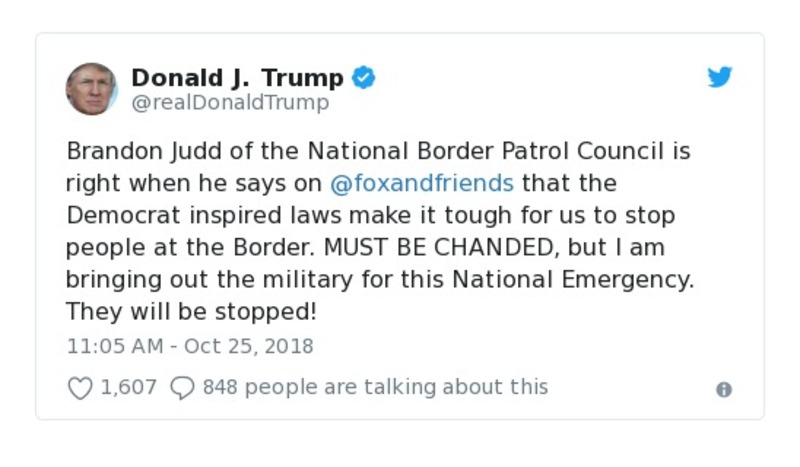 Donald J. Trump
@realDonaldTrump
Brandon Judd of the National Border Patrol Council is
right when he says on @foxandfriends that the
Democrat inspired laws make it tough for us to stop
people at the Border. MUST BE CHANDED, but I am
bringing out the military for this National Emergency.
They will be stopped!
11:05 AM - Oct 25, 2018
1,607 848 people are talking about this